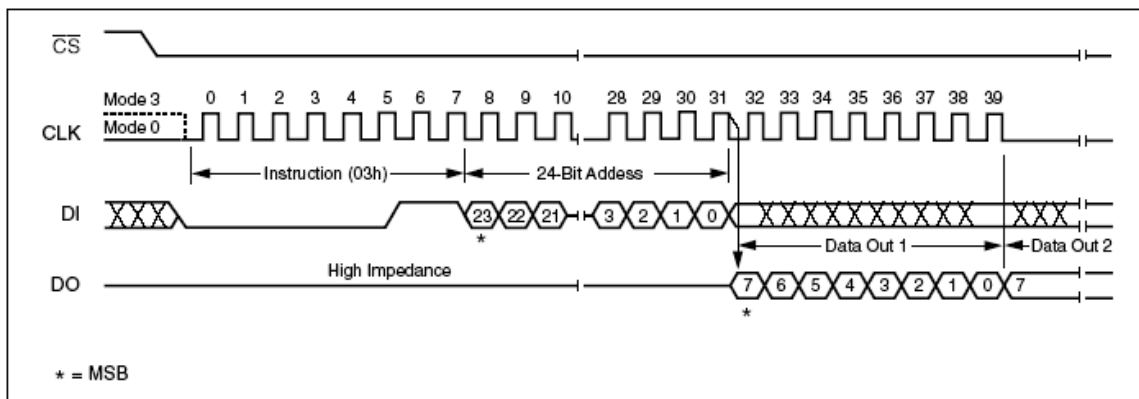 CS
Mode 3 0 1 2 3 4 5 6 7 8 9 10 28 29 30 31 32 33 34 35 36 37 38 39
CLK Mode 0
Instruction (03h) 24-Bit Addess
DI 23 22 21 3 2 1 0
* Data Out 1 Data Out 2
High Impedance
DO 7 6 5 4 3 2 1 0 7
*
* = MSB